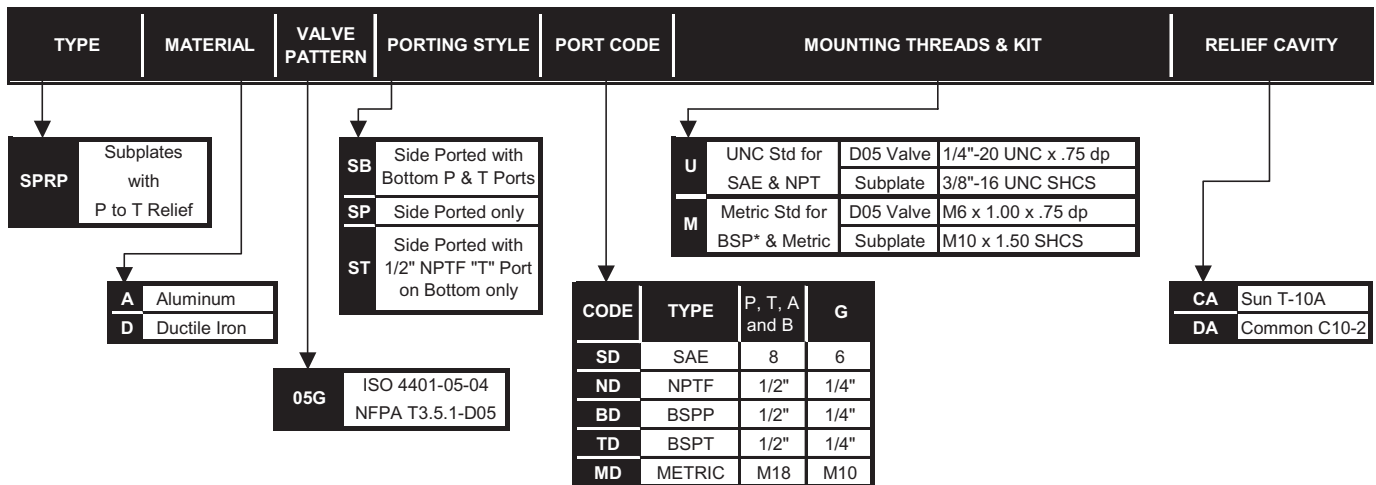 TYPE MATERIAL VALVE PATTERN PORTING STYLE PORT CODE MOUNTING THREADS & KIT RELIEF CAVITY
SPRP
Subplates
with
P to T Relief
A Aluminum
D Ductile Iron
05G
ISO 4401-05-04
NFPA T3.5.1-D05
SB
Side Ported with
Bottom P & T Ports
SP Side Ported only
ST
Side Ported with
1/2" NPTF "T" Port
on Bottom only
CODE TYPE P, T, A and B G
SD SAE 8 6
ND NPTF 1/2" 1/4"
BD BSPP 1/2" 1/4"
TD BSPT 1/2" 1/4"
MD METRIC M18 M10
U
UNC Std for D05 Valve 1/4"-20 UNC x .75 dp
SAE & NPT Subplate 3/8"-16 UNC SHCS
M
Metric Std for D05 Valve M6 x 1.00 x .75 dp
BSP* & Metric Subplate M10 x 1.50 SHCS
CA Sun T-10A
DA Common C10-2